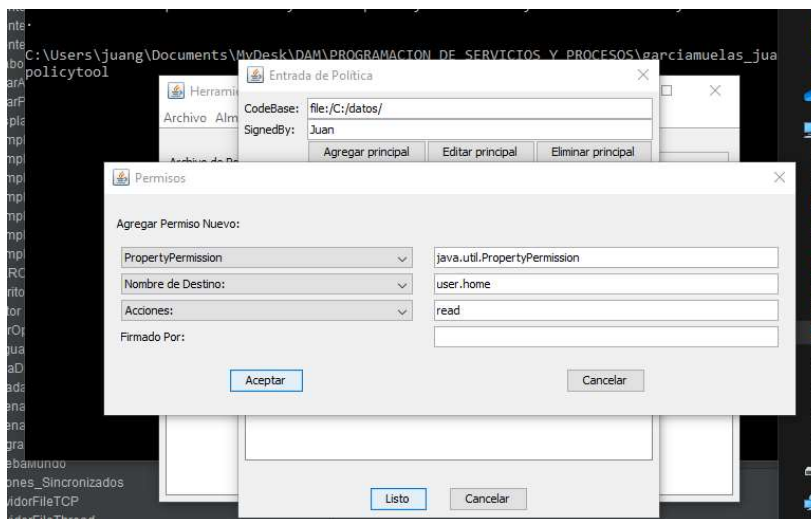 C:\Users\juang\Documents\MyDesk\DAM\PROGRAMACION DE SERVICIOS Y PROCESOS\garciamuelas_jua
policytool
Entrada de Política
Archivo
CodeBase: file:/C:/datos/
SignedBy: Juan
Agregar principal Editar principal Eliminar principal
Permisos
Agregar Permiso Nuevo:
PropertyPermission java.util.PropertyPermission
Nombre de Destino: user.home
Acciones: read
Firmado Por:
Aceptar Cancelar
ones_Sincronizados
vidorFileTCP
Listo Cancelar